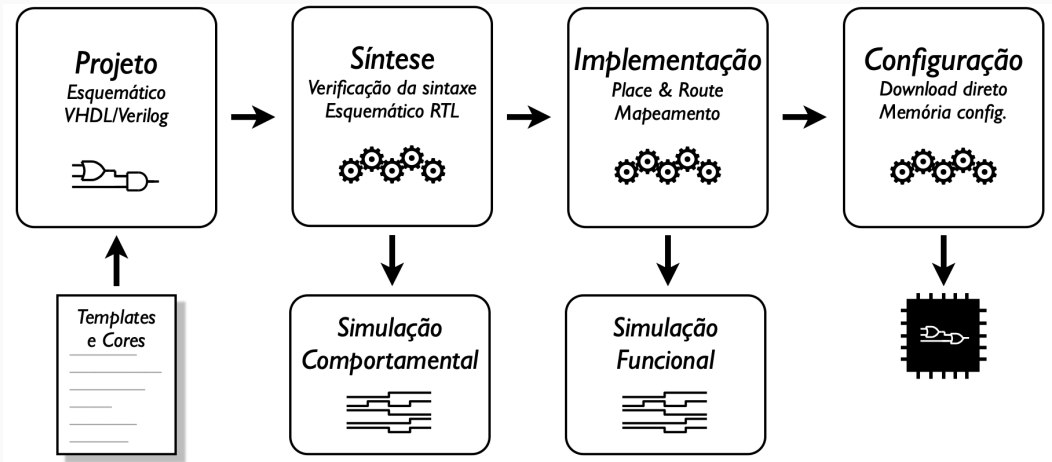 Projeto
Esquemático
VHDL/Verilog
Síntese
Verificação da sintaxe
Esquemático RTL
Implementação
Place & Route
Mapeamento
Configuração
Download direto
Memória config.
Templates
e Cores
Simulação
Comportamental
Simulação
Funcional